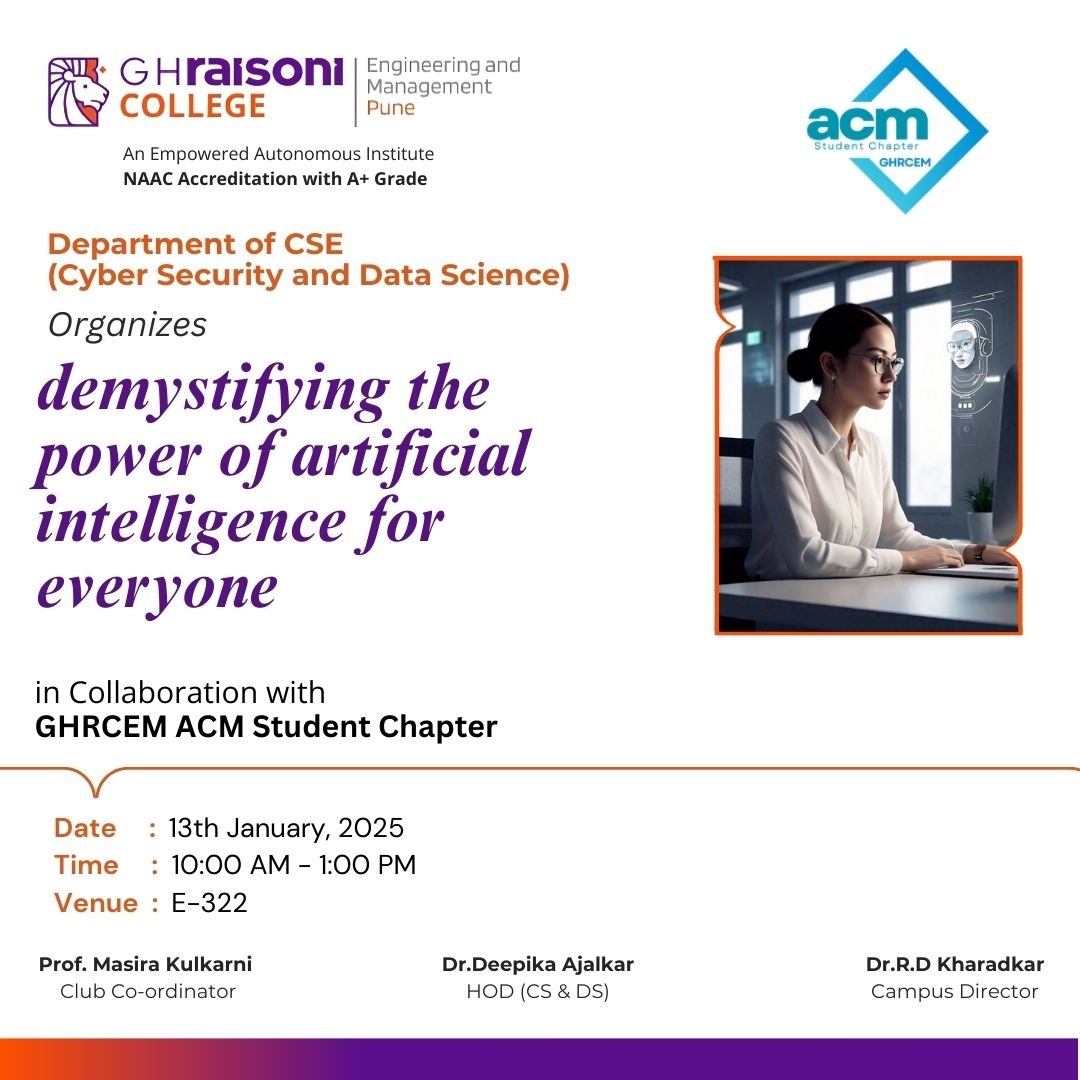 GHraisoni
COLLEGE
Engineering and
Management
Pune
An Empowered Autonomous Institute
NAAC Accreditation with A+ Grade
acm
Student Chapter
GHRCEM
Department of CSE
(Cyber Security and Data Science)
Organizes
demystifying the
power of artificial
intelligence for
everyone
in Collaboration with
GHRCEM ACM Student Chapter
Date : 13th January, 2025
Time : 10:00 AM - 1:00 PM
Venue : E-322
Prof. Masira Kulkarni
Club Co-ordinator
Dr.Deepika Ajalkar
HOD (CS & DS)
Dr.R.D Kharadkar
Campus Director